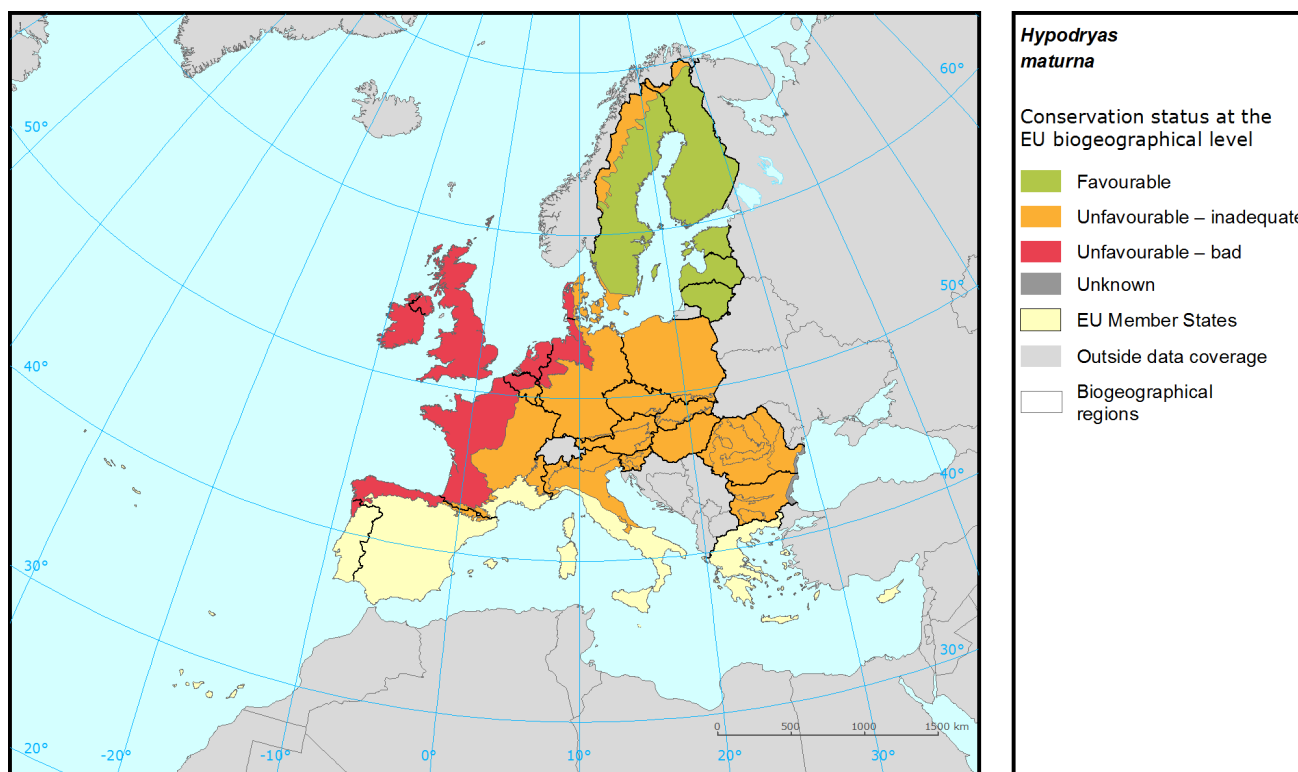 Hypodryas
maturna
Conservation status at the
EU biogeographical level
Favourable
Unfavourable – inadequate
Unfavourable – bad
Unknown
EU Member States
Outside data coverage
Biogeographical
regions
60°
50°
50°
40°
40°
30°
30°
20°
-20°
-10°
0°
10°
20°
30°
0 500 1000 1500 km